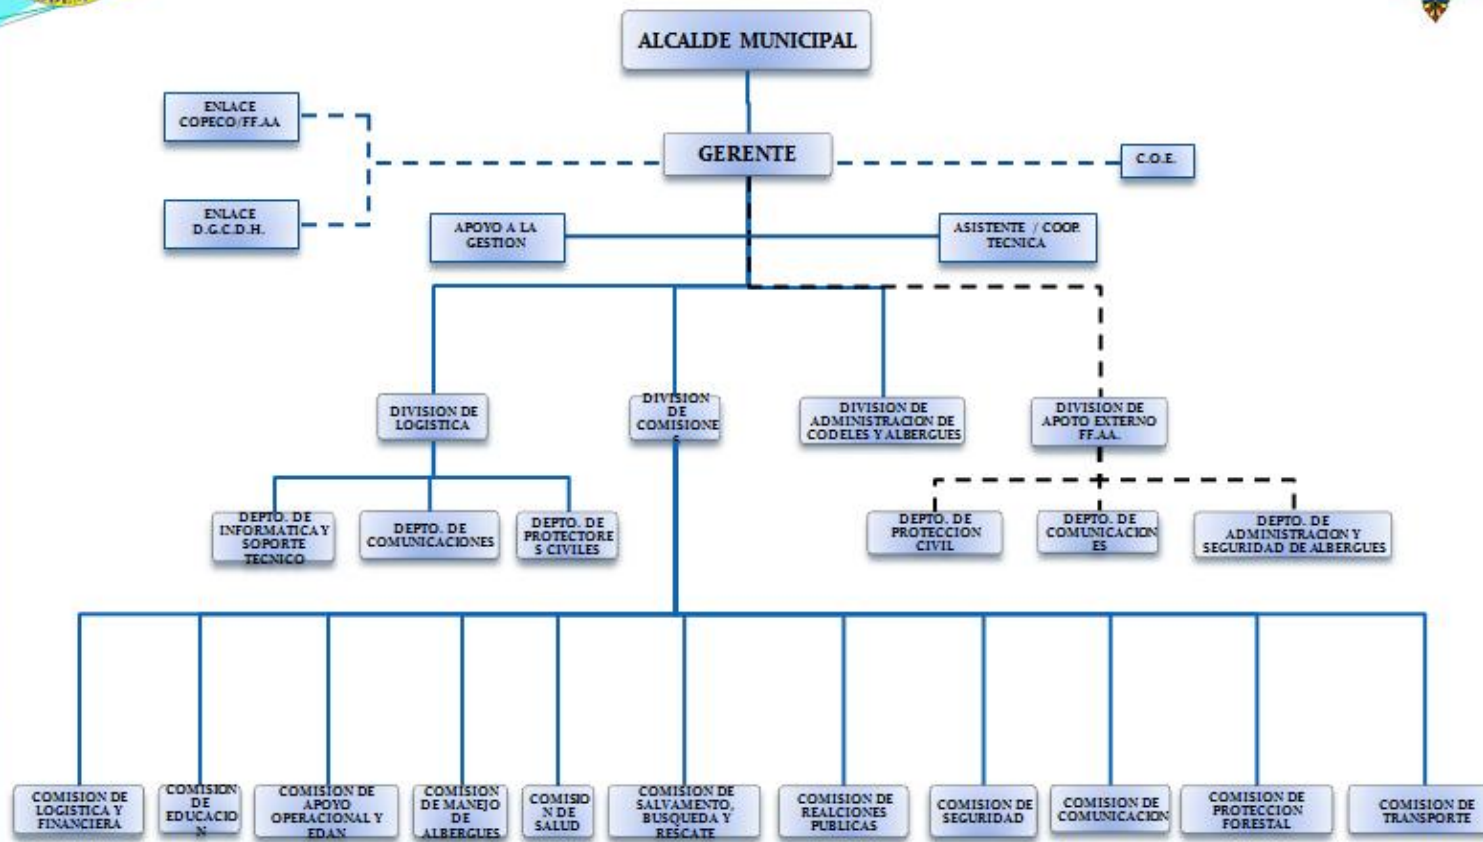 ALCALDE MUNICIPAL
ENLACE
COPECO/FF.AA
GERENTE
C.O.E.
ENLACE
D.G.C.D.H.
APOYO A LA
GESTION
ASISTENTE / COOP.
TECNICA
DIVISION DE
LOGISTICA
DIVISION
DE
COMISIONE
S
DIVISION DE
ADMINISTRACION DE
CODELES Y ALBERGUES
DIVISION DE
APOTO EXTERNO
FF.AA.
DEPTO. DE
INFORMATICA Y
SOPORTE
TECNICO
DEPTO. DE
COMUNICACIONES
DEPTO. DE
PROTECTORE
S CIVILES
DEPTO. DE
PROTECCION
CIVIL
DEPTO. DE
COMUNICACION
ES
DEPTO. DE
ADMINISTRACION Y
SEGURIDAD DE ALBERGUES
COMISION DE
LOGISTICA Y
FINANCIERA
COMISION
DE
EDUCACIO
N
COMISION DE
APOYO
OPERACIONAL Y
EDAN
COMISION
DE MANEJO
DE
ALBERGUES
COMISIO
N DE
SALUD
COMISION DE
SALVAMENTO,
BUSQUEDA Y
RESCATE
COMISION DE
REALCIONES
PUBLICAS
COMISION DE
SEGURIDAD
COMISION DE
COMUNICACION
COMISION DE
PROTECCION
FORESTAL
COMISION DE
TRANSPORTE